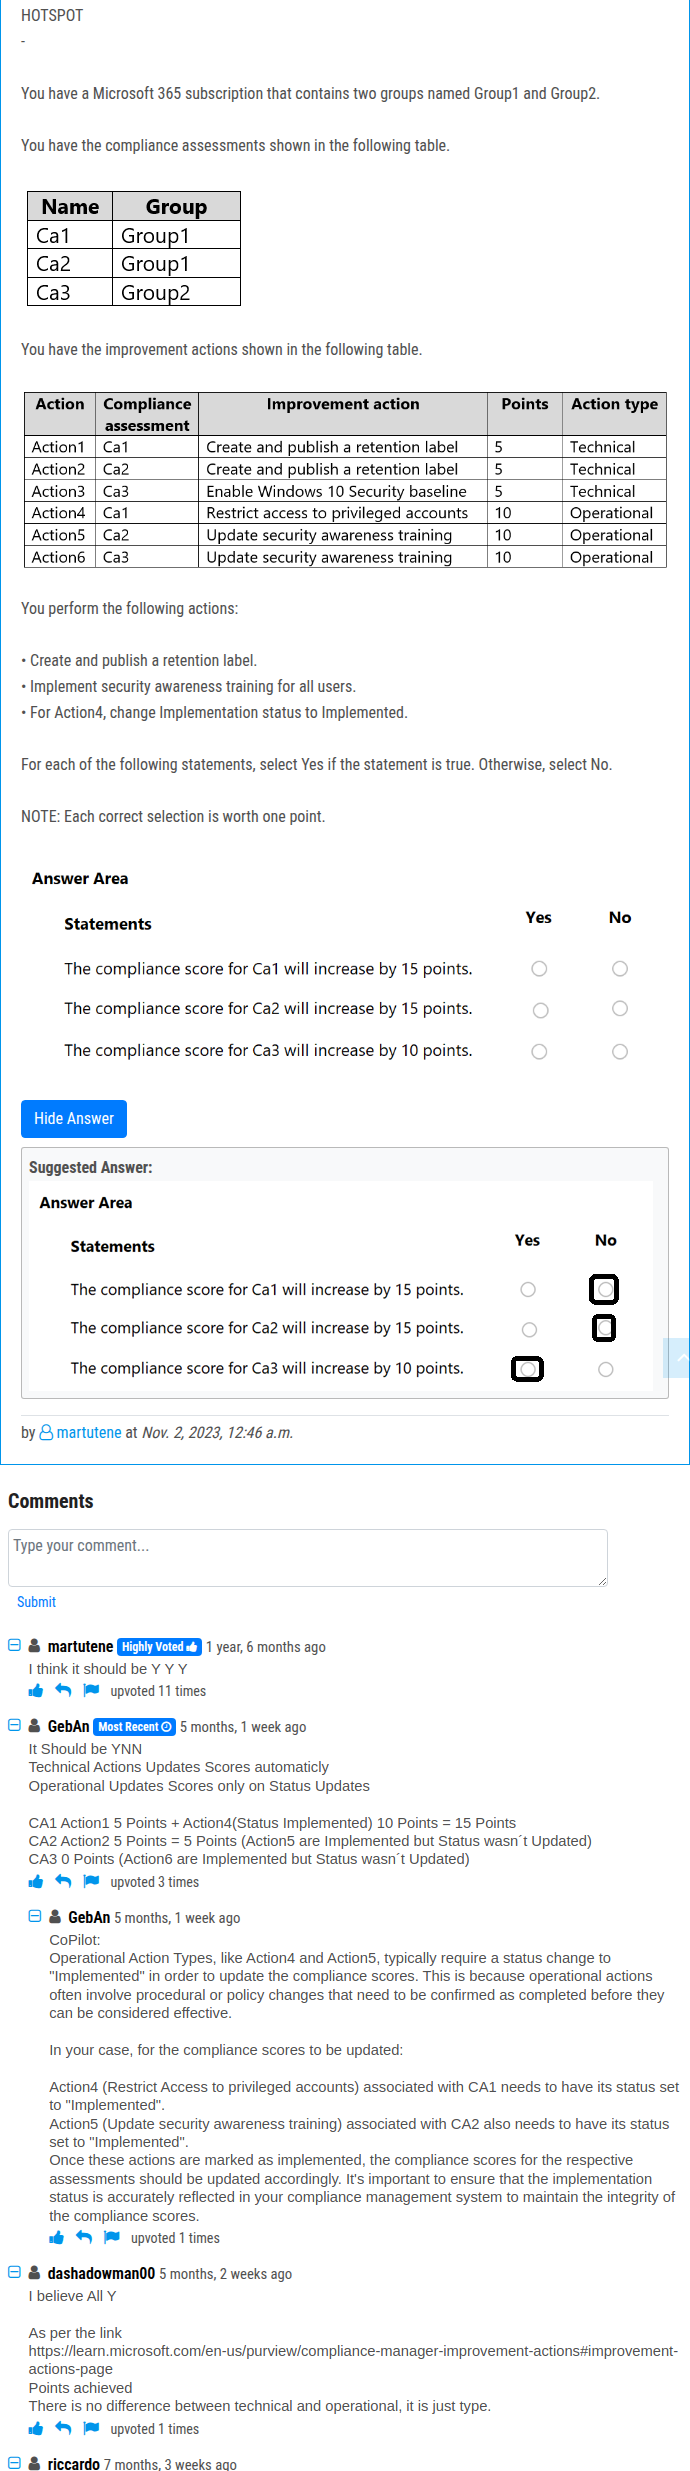 HOTSPOT
-
You have a Microsoft 365 subscription that contains two groups named Group1 and Group2.
You have the compliance assessments shown in the following table.
Name Group
Ca1 Group1
Ca2 Group1
Ca3 Group2
You have the improvement actions shown in the following table.
Action Compliance assessment Improvement action Points Action type
Action1 Ca1 Create and publish a retention label 5 Technical
Action2 Ca2 Create and publish a retention label 5 Technical
Action3 Ca3 Enable Windows 10 Security baseline 5 Technical
Action4 Ca1 Restrict access to privileged accounts 10 Operational
Action5 Ca2 Update security awareness training 10 Operational
Action6 Ca3 Update security awareness training 10 Operational
You perform the following actions:
• Create and publish a retention label.
• Implement security awareness training for all users.
• For Action4, change Implementation status to Implemented.
For each of the following statements, select Yes if the statement is true. Otherwise, select No.
NOTE: Each correct selection is worth one point.
Answer Area
Statements Yes No
The compliance score for Ca1 will increase by 15 points.
The compliance score for Ca2 will increase by 15 points.
The compliance score for Ca3 will increase by 10 points.
Hide Answer
Suggested Answer:
Answer Area
Statements Yes No
The compliance score for Ca1 will increase by 15 points.
The compliance score for Ca2 will increase by 15 points.
The compliance score for Ca3 will increase by 10 points.
by martutene at Nov. 2, 2023, 12:46 a.m.
Comments
Type your comment...
Submit
martutene Highly Voted 1 year, 6 months ago
I think it should be Y Y Y
upvoted 11 times
GebAn Most Recent 5 months, 1 week ago
It Should be YNN
Technical Actions Updates Scores automaticly
Operational Updates Scores only on Status Updates
CA1 Action1 5 Points + Action4(Status Implemented) 10 Points = 15 Points
CA2 Action2 5 Points = 5 Points (Action5 are Implemented but Status wasn´t Updated)
CA3 0 Points (Action6 are Implemented but Status wasn´t Updated)
upvoted 3 times
GebAn 5 months, 1 week ago
CoPilot:
Operational Action Types, like Action4 and Action5, typically require a status change to
"Implemented" in order to update the compliance scores. This is because operational actions
often involve procedural or policy changes that need to be confirmed as completed before they
can be considered effective.
In your case, for the compliance scores to be updated:
Action4 (Restrict Access to privileged accounts) associated with CA1 needs to have its status set
to "Implemented".
Action5 (Update security awareness training) associated with CA2 also needs to have its status
set to "Implemented".
Once these actions are marked as implemented, the compliance scores for the respective
assessments should be updated accordingly. It's important to ensure that the implementation
status is accurately reflected in your compliance management system to maintain the integrity of
the compliance scores.
upvoted 1 times
dashadowman00 5 months, 2 weeks ago
I believe All Y
As per the link
https://learn.microsoft.com/en-us/purview/compliance-manager-improvement-actions#improvement-
actions-page
Points achieved
There is no difference between technical and operational, it is just type.
upvoted 1 times
riccardo 7 months, 3 weeks ago